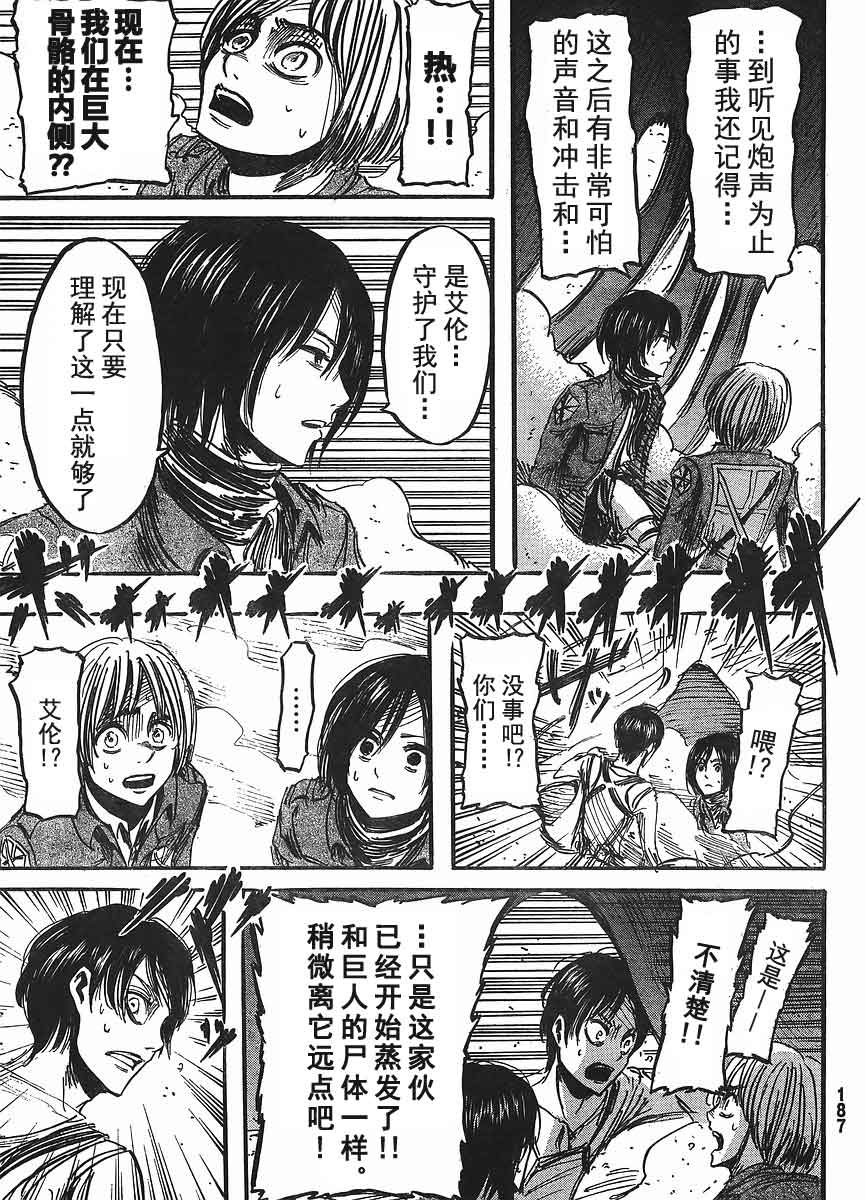 …到听见炮声为止
的事我还记得…
这之后有非常可怕
的声音和冲击和…
热…!!
现在…
我们在巨大
骨骼的内侧??
是艾伦…
守护了我们…
现在只要
理解了这一点就够了
喂!?
没事吧!?
你们……
……
艾伦!?
这是——
不清楚!!
…只是这家伙
已经开始蒸发了!!
和巨人的尸体一样。
稍微离它远点吧！
187